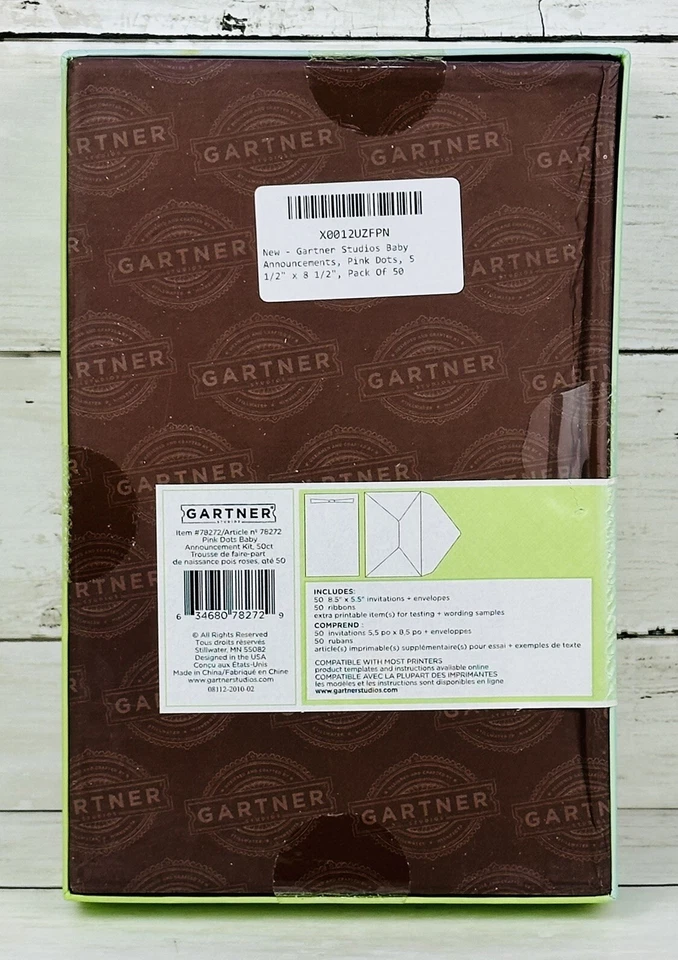 X0012UZFPN
New - Gartner Studios Baby
Announcements, Pink Dots, 5
1/2" x 8 1/2", Pack Of 50
GARTNER
STUDIOS
Item #78272/Article n° 78272
Pink Dots Baby
Announcement Kit, 50ct
Trousse de faire-part
de naissance pois roses, qté 50
6 34680 78272 9
© All Rights Reserved
Tous droits réservés
Stillwater, MN 55082
Designed in the USA
Conçu aux États-Unis
Made in China/Fabriqué en Chine
www.gartnerstudios.com
08112-2010-02
INCLUDES:
50 8.5" x 5.5" invitations + envelopes
50 ribbons
extra printable item(s) for testing + wording samples
COMPREND :
50 invitations 5,5 po x 8,5 po + enveloppes
50 rubans
article(s) imprimable(s) supplémentaire(s) pour essai + exemples de texte
COMPATIBLE WITH MOST PRINTERS
product templates and instructions available online
COMPATIBLE AVEC LA PLUPART DES IMPRIMANTES
les modèles et les instructions sont disponibles en ligne
www.gartnerstudios.com